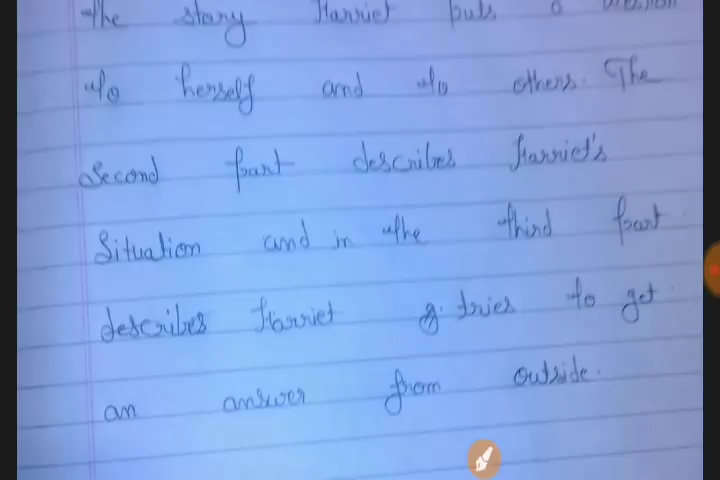 the story Harriet puts a
to herself and to others. The
second part describes Harriet's
Situation and in the third part
describes Harriet tries to get
an answer from outside.